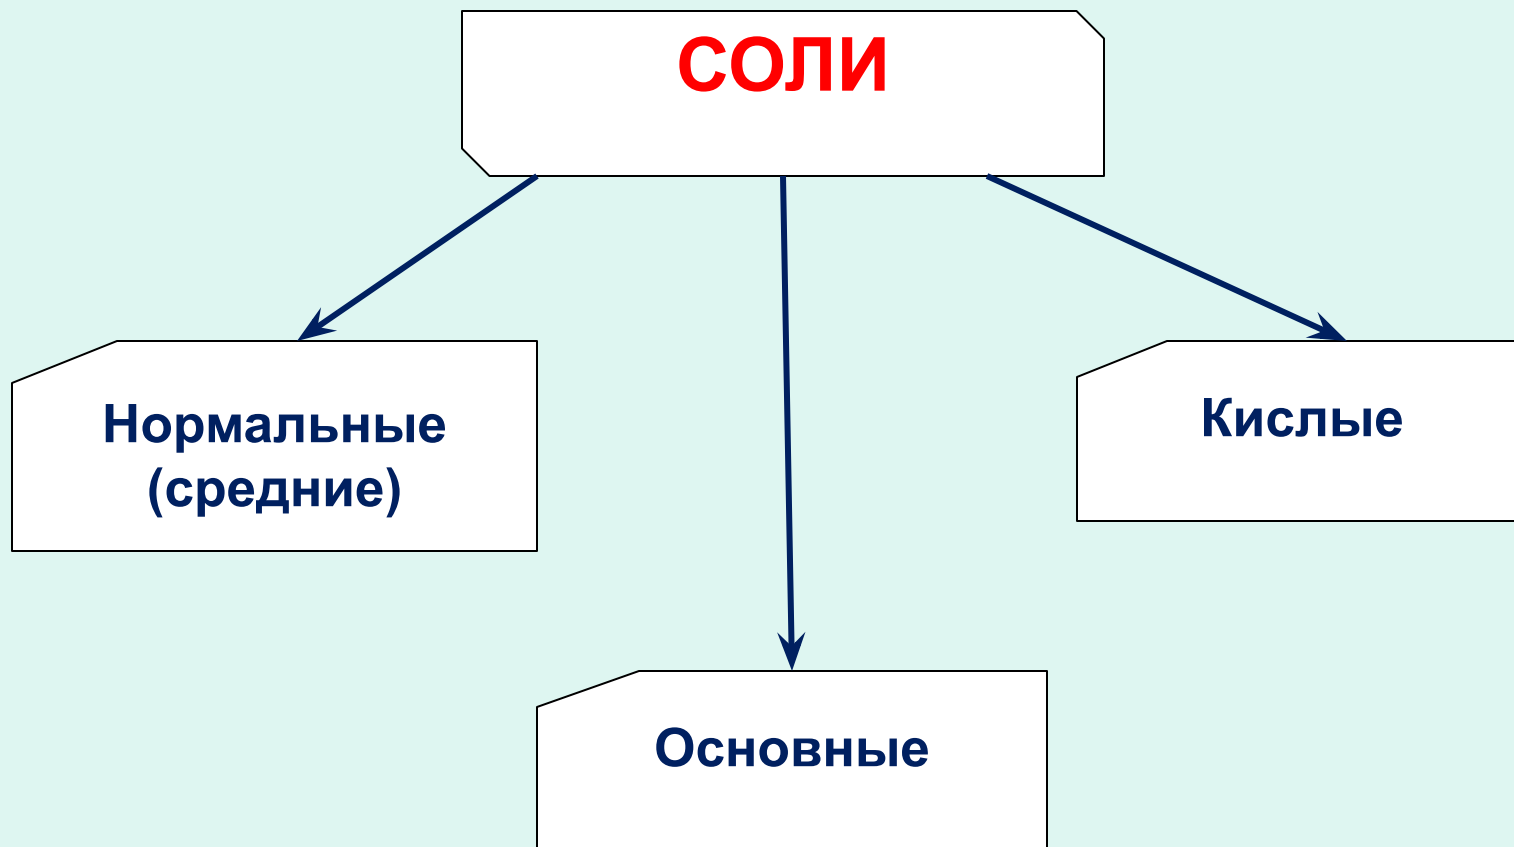 СОЛИ
Нормальные
(средние)
Кислые
Основные